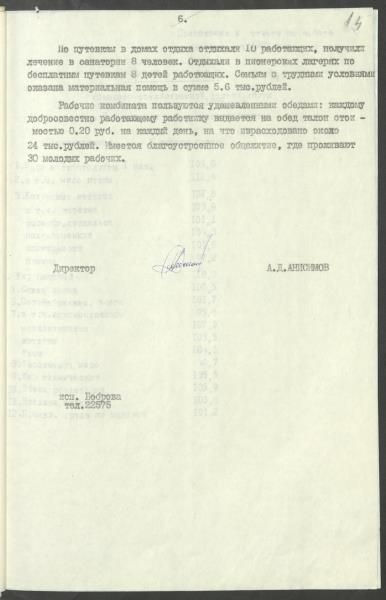 6.
14
По путевкам в домах отдыха отдыхали 10 работающих, получили
лечение в санатории 8 человек. Отдыхали в пионерских лагерях по
бесплатным путевкам 8 детей работающих. Семьям с трудными условиями
оказана материальная помощь в сумме 5.6 тыс.рублей.
Рабочие комбината пользуются удешевленными обедами: каждому
добросовестно работающему работнику выдается на обед талон стои -
мостью 0,20 руб. на каждый день, на что израсходовано около
24 тыс.рублей. Имеется благоустроенное общежитие, где проживают
30 молодых рабочих.
Директор А.Д.АНИСИМОВ
исп. Боброва
тел.22575